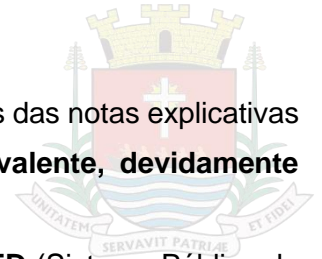 s das notas explicativas
valente, devidamente
UNITATEM ET FIDEI
SERVAVIT PATRIAE
ED (Sistema Público de